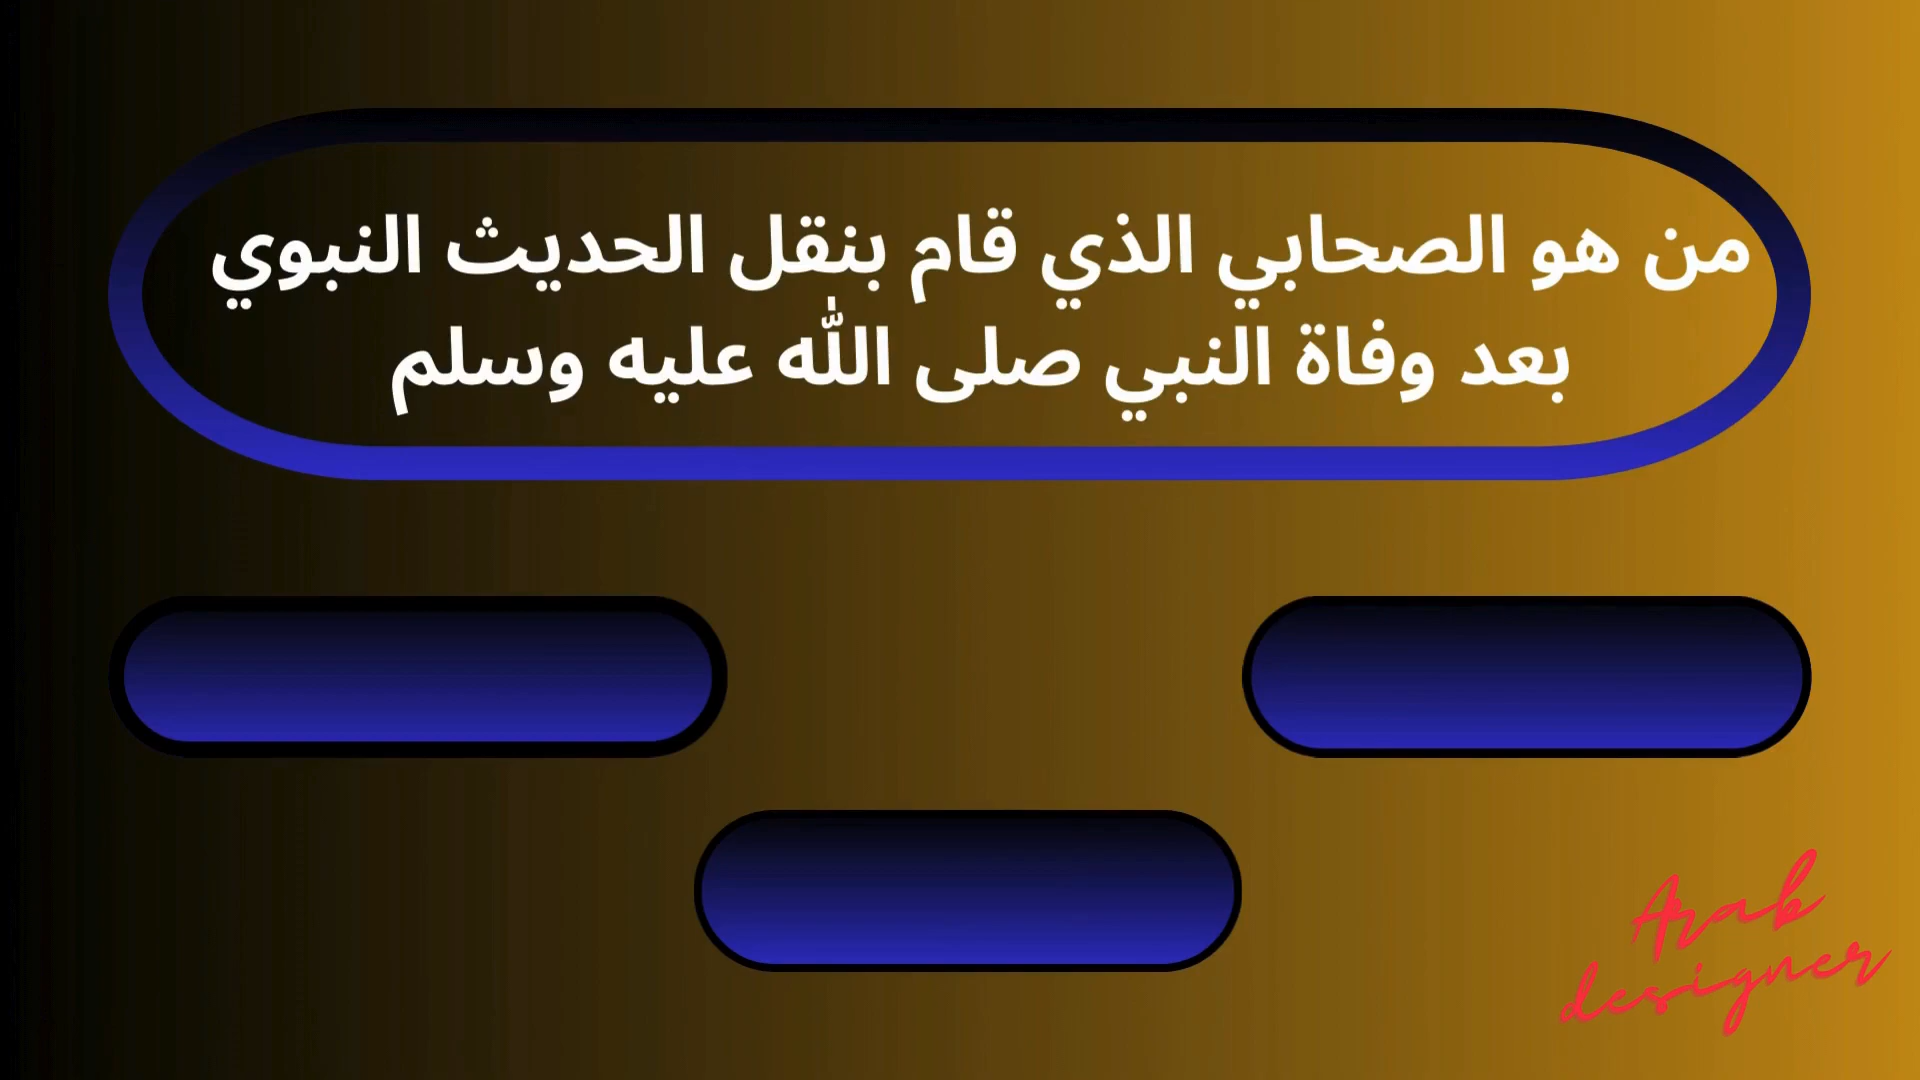 من هو الصحابي الذي قام بنقل الحديث النبوي
بعد وفاة النبي صلى الله عليه وسلم
Arab
designer